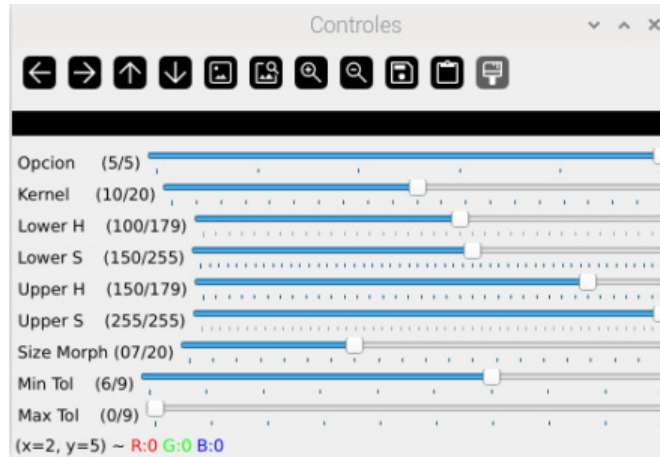 Controles
Opcion (5/5)
Kernel (10/20)
Lower H (100/179)
Lower S (150/255)
Upper H (150/179)
Upper S (255/255)
Size Morph (07/20)
Min Tol (6/9)
Max Tol (0/9)
(x=2, y=5) ~ R:0 G:0 B:0